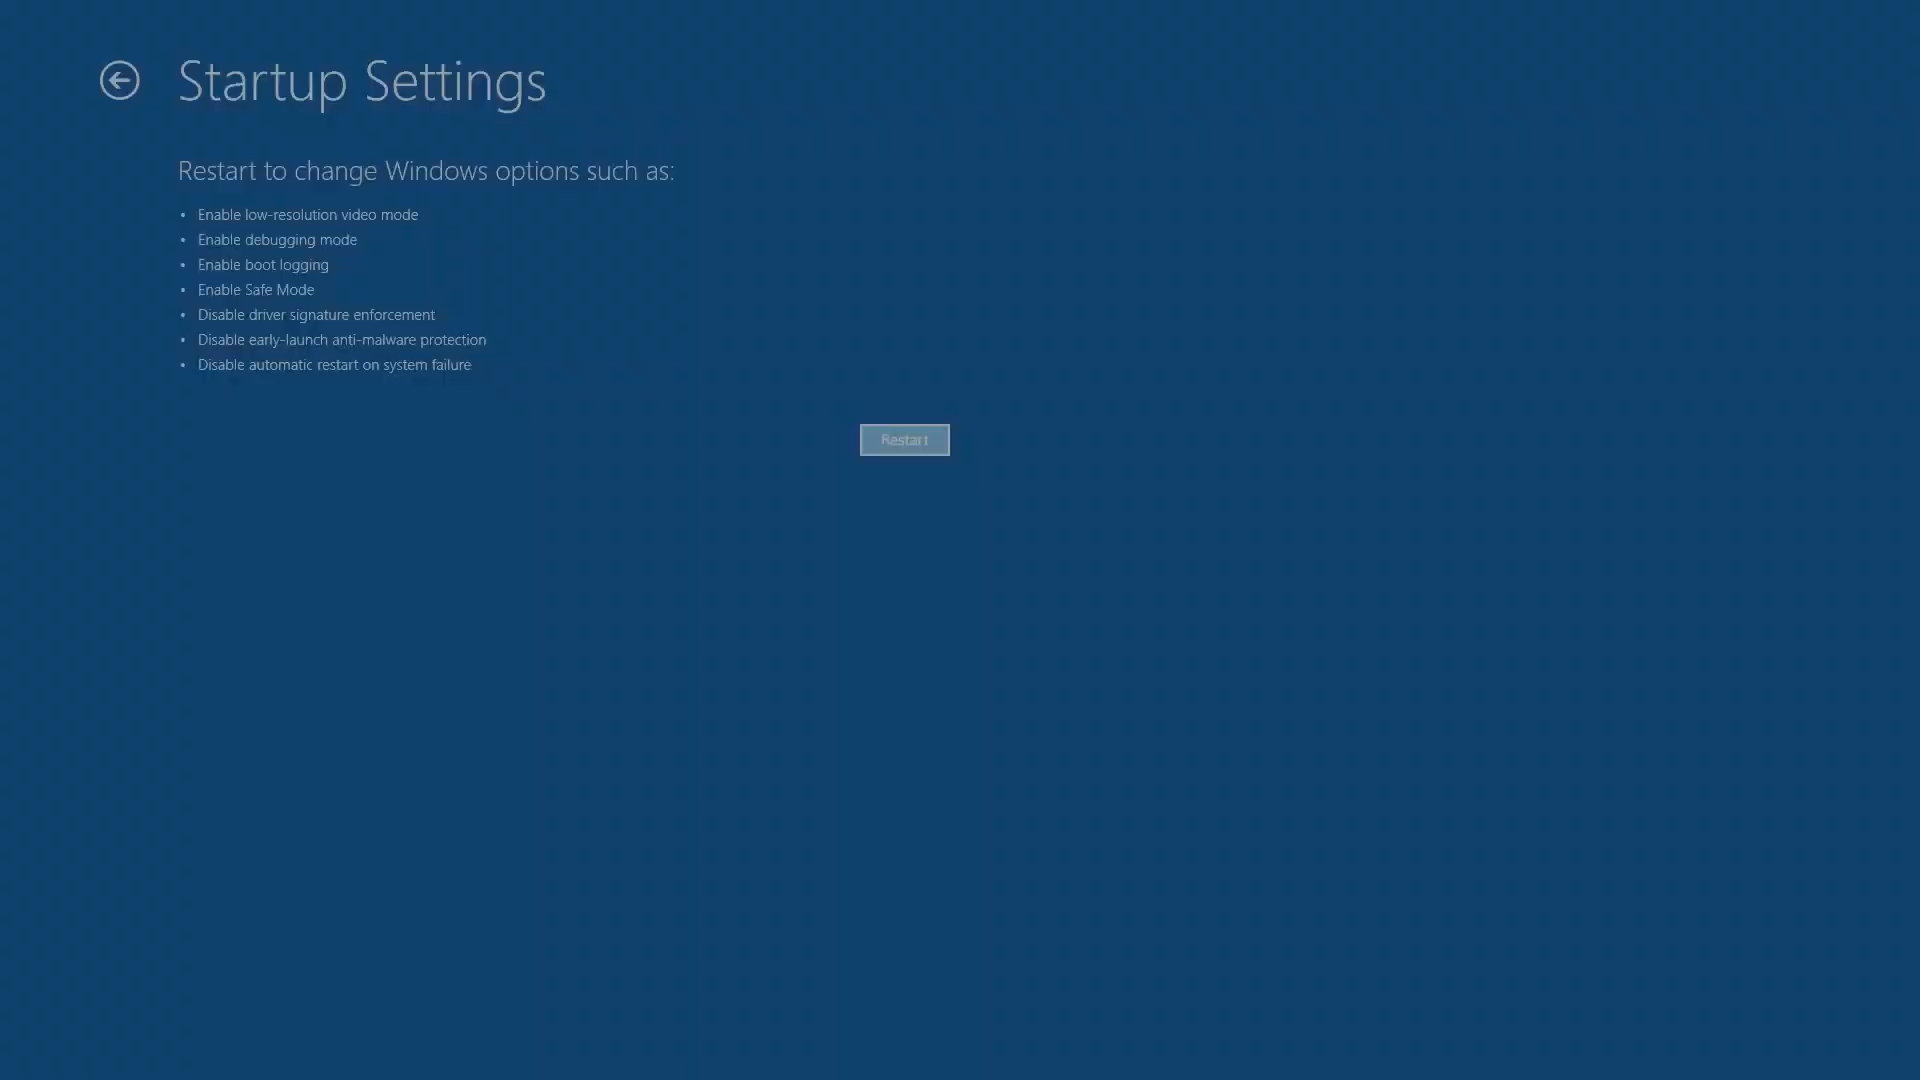 Startup Settings
Restart to change Windows options such as:
• Enable low-resolution video mode
• Enable debugging mode
• Enable boot logging
• Enable Safe Mode
• Disable driver signature enforcement
• Disable early-launch anti-malware protection
• Disable automatic restart on system failure
Restart